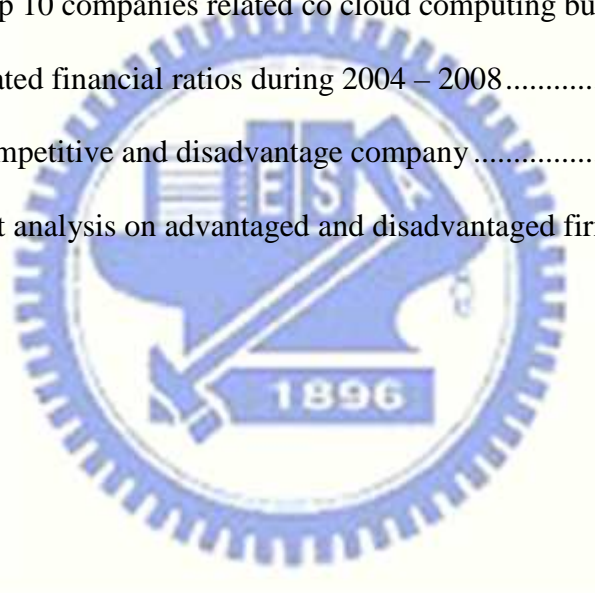 p 10 companies related co cloud computing bu
ated financial ratios during 2004 – 2008...........
mpetitive and disadvantage company..............
t analysis on advantaged and disadvantaged fir
E S A
1896